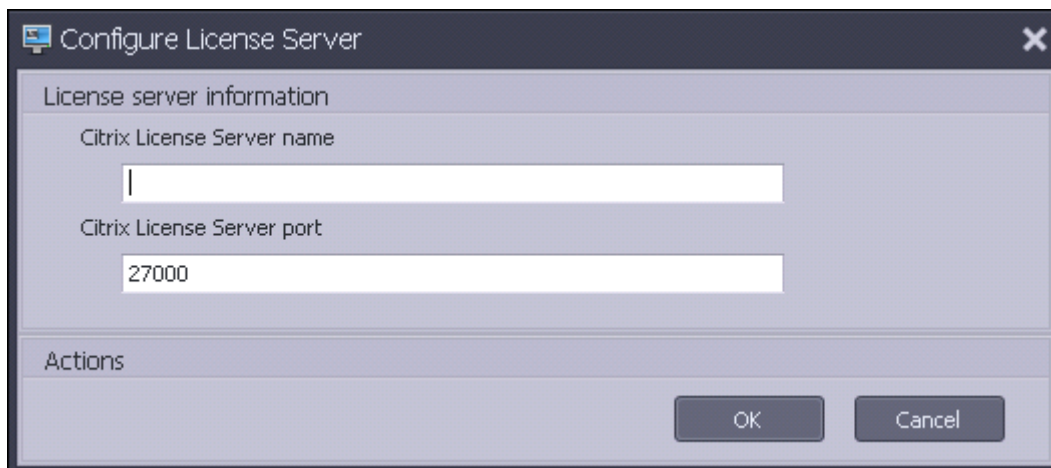 Configure License Server
License server information
Citrix License Server name
Citrix License Server port
27000
Actions
OK Cancel